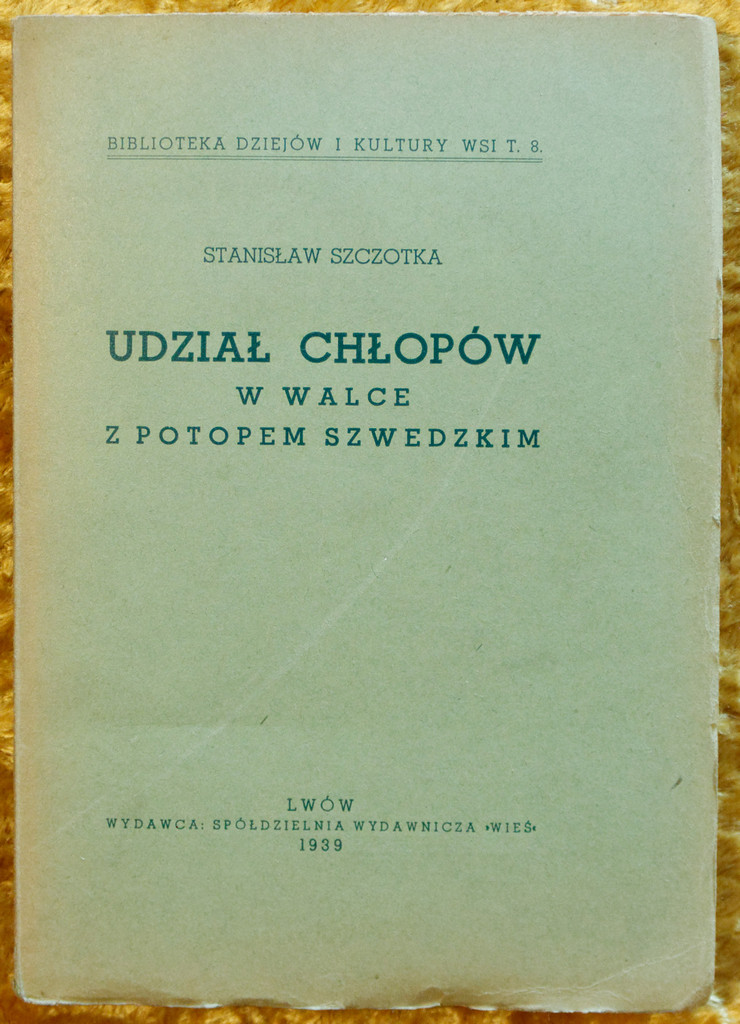 BIBLIOTEKA DZIEJÓW I KULTURY WSI T. 8.
STANISŁAW SZCZOTKA
UDZIAŁ CHŁOPÓW
W WALCE
Z POTOPEM SZWEDZKIM
LWÓW
WYDAWCA: SPÓŁDZIELNIA WYDAWNICZA »WIEŚ«
1939